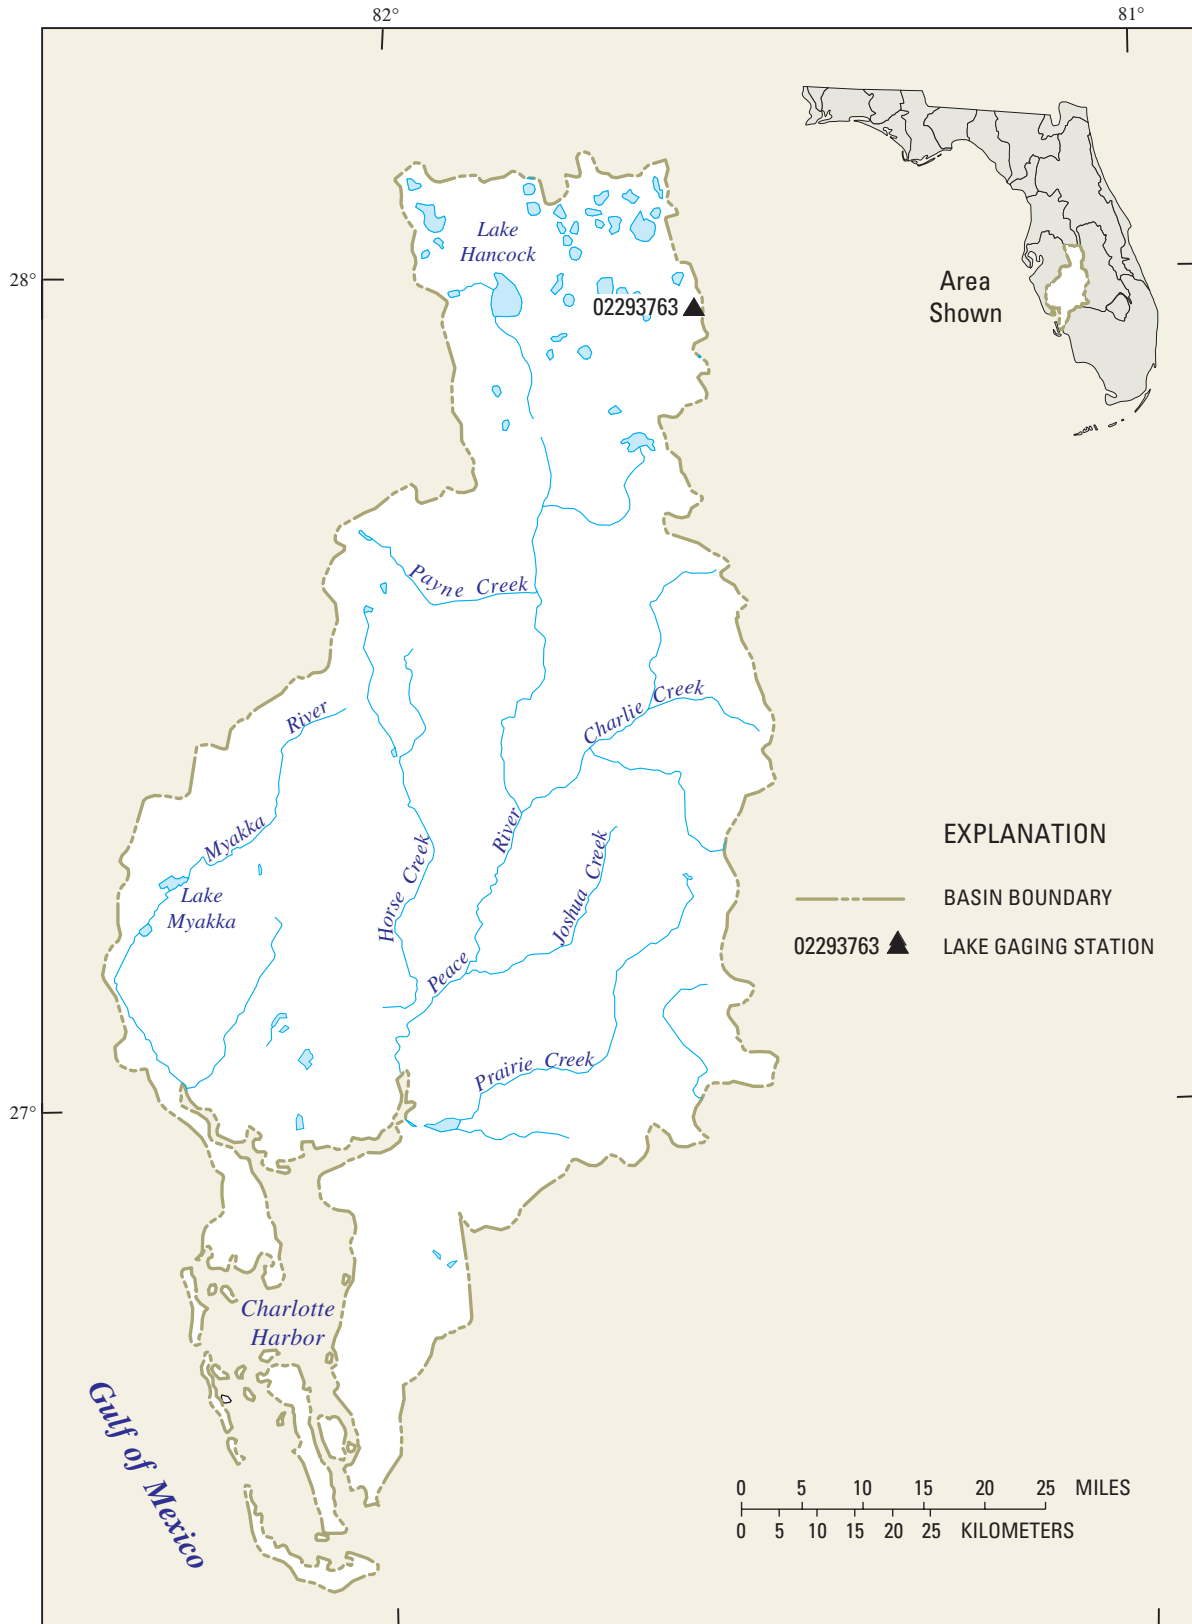 82°
81°
28°
27°
Lake
Hancock
02293763
Area
Shown
Payne Creek
River
Myakka
Lake
Myakka
Horse Creek
Charlie Creek
River
Peace
Joshua Creek
Prairie Creek
EXPLANATION
BASIN BOUNDARY
02293763
LAKE GAGING STATION
Charlotte
Harbor
Gulf of Mexico
0 5 10 15 20 25 MILES
0 5 10 15 20 25 KILOMETERS